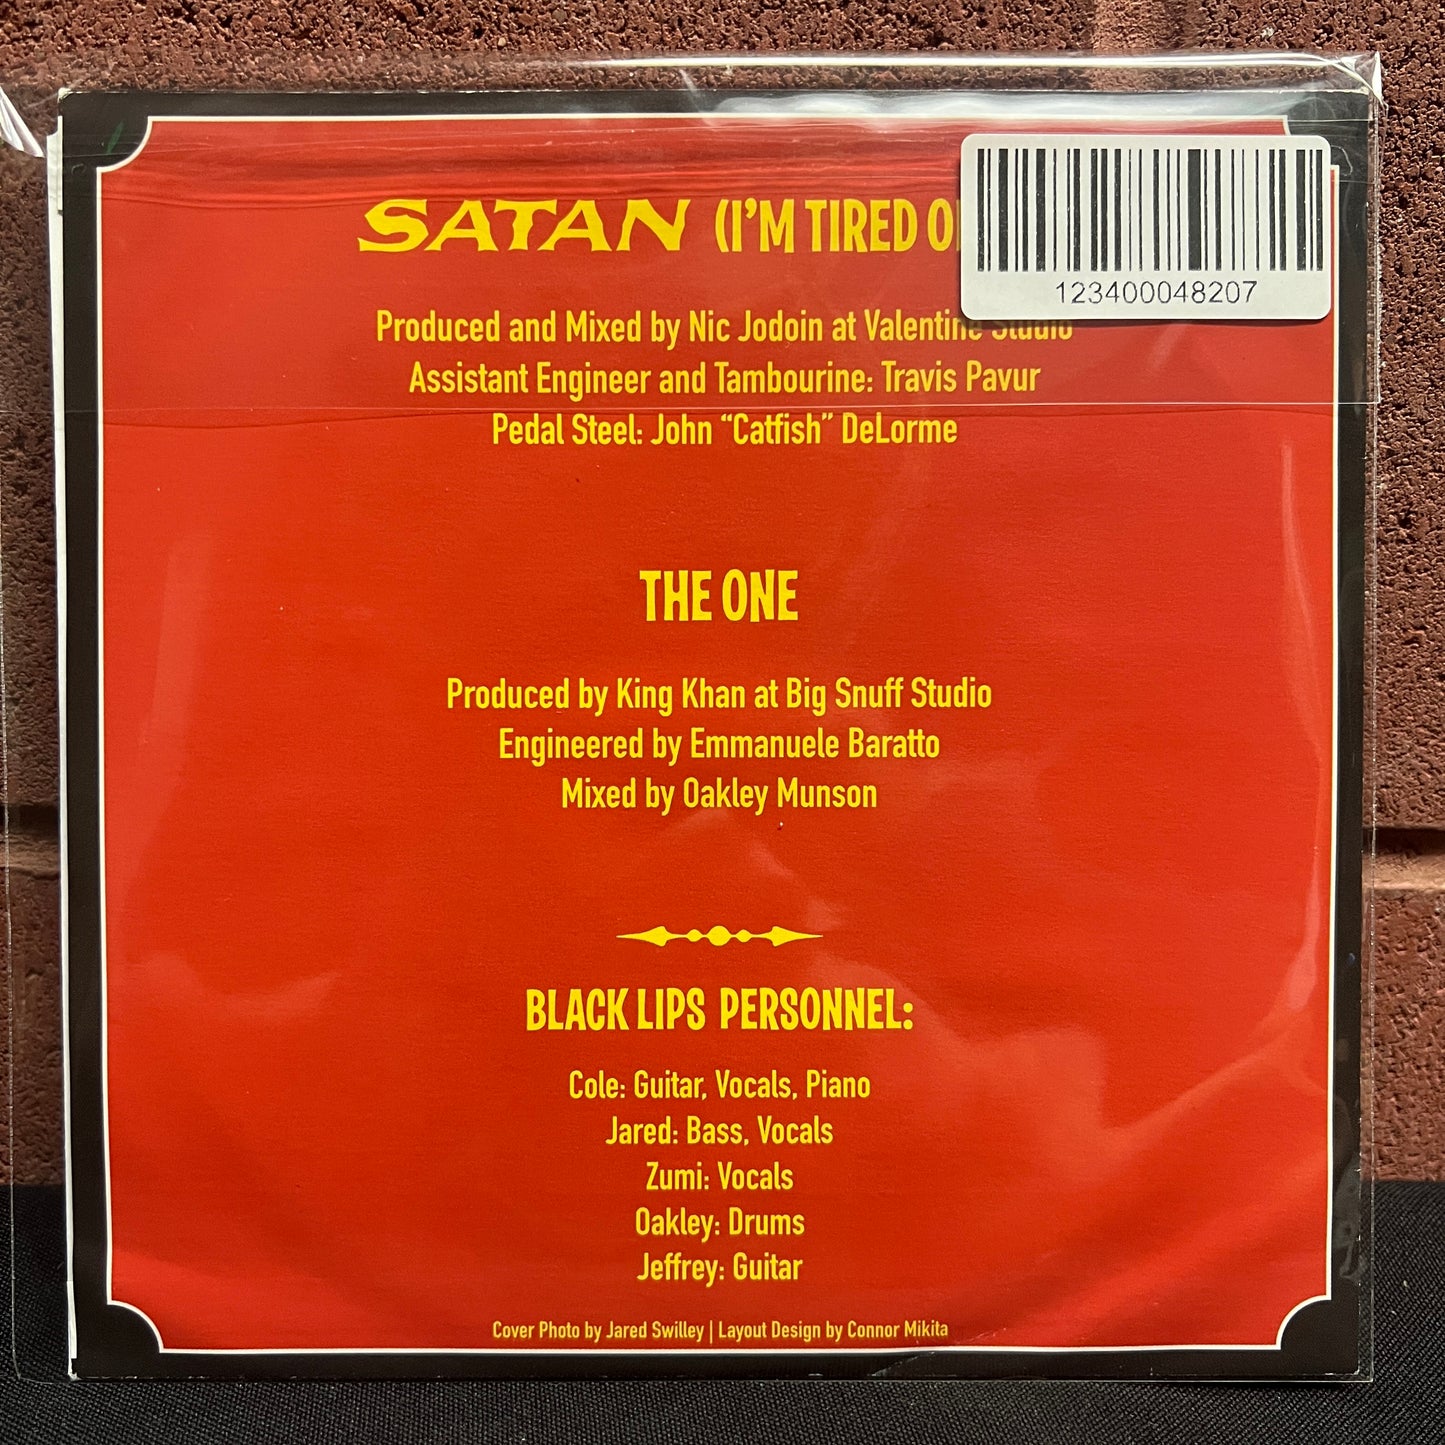 SATAN (I'M TIRED
123400048207
Produced and Mixed by Nic Jodoin at Valentine Studio
Assistant Engineer and Tambourine: Travis Pavur
Pedal Steel: John “Catfish” DeLorme
THE ONE
Produced by King Khan at Big Snuff Studio
Engineered by Emmanuele Baratto
Mixed by Oakley Munson
BLACK LIPS PERSONNEL:
Cole: Guitar, Vocals, Piano
Jared: Bass, Vocals
Zumi: Vocals
Oakley: Drums
Jeffrey: Guitar
Cover Photo by Jared Swilley | Layout Design by Connor Mikita